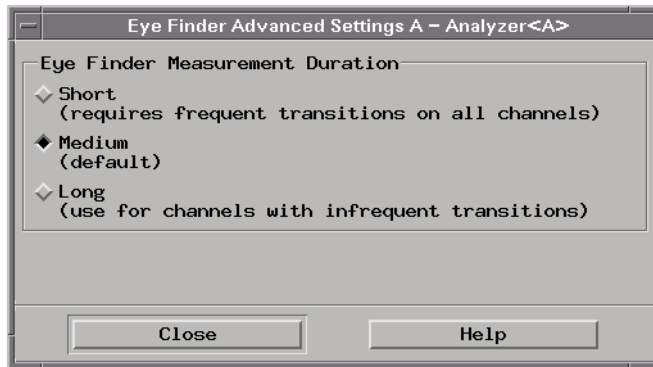 Eye Finder Advanced Settings A – Analyzer<A>
Eye Finder Measurement Duration
Short
(requires frequent transitions on all channels)
Medium
(default)
Long
(use for channels with infrequent transitions)
Close
Help